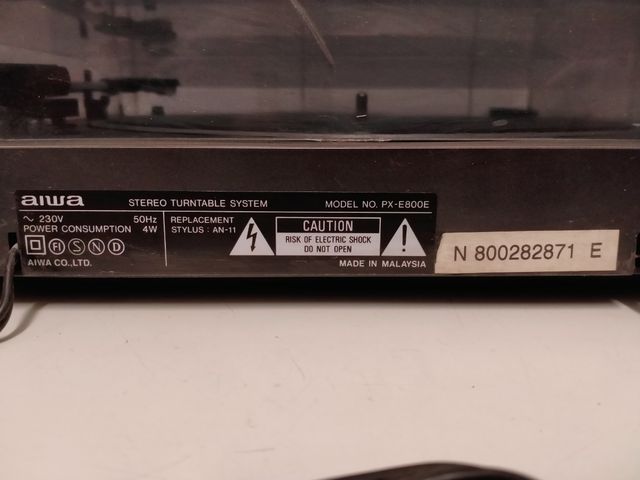 aiwa STEREO TURNTABLE SYSTEM MODEL NO. PX-E800E
~ 230V 50Hz
POWER CONSUMPTION 4W
FI S N D
AIWA CO.,LTD.
REPLACEMENT
STYLUS : AN-11
CAUTION
RISK OF ELECTRIC SHOCK
DO NOT OPEN
MADE IN MALAYSIA
N 800282871 E